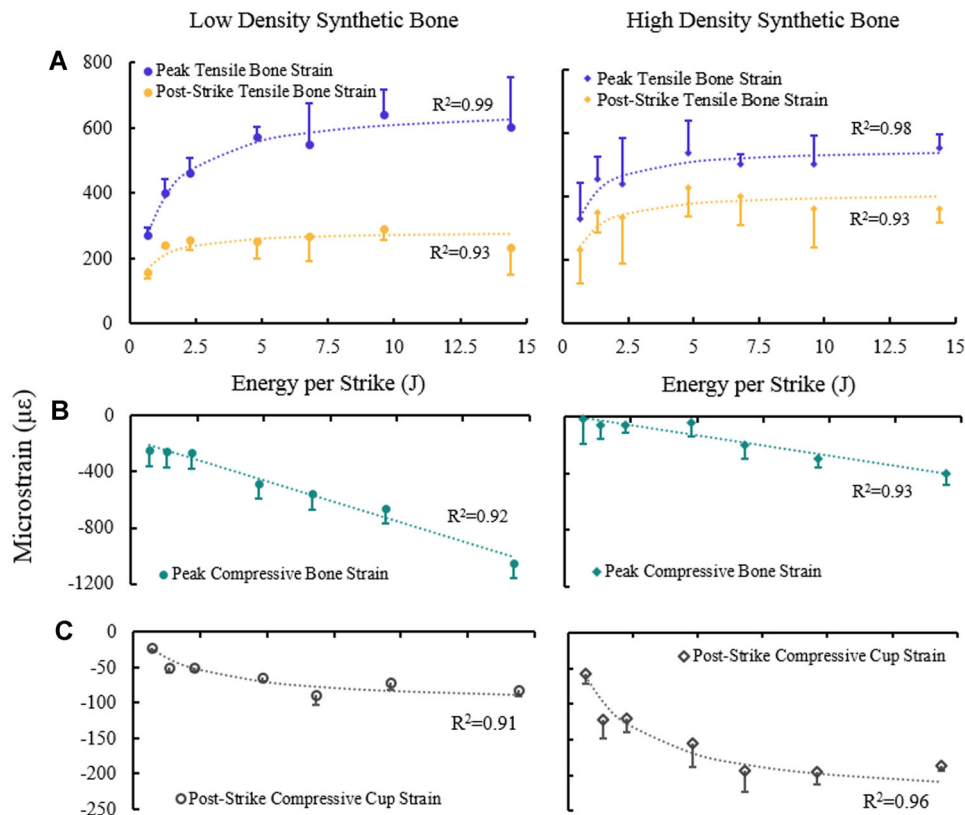 Low Density Synthetic Bone
High Density Synthetic Bone
A
800
600
400
200
0
Peak Tensile Bone Strain
Post-Strike Tensile Bone Strain
R²=0.99
R²=0.93
0
2.5
5
7.5
10
12.5
15
Energy per Strike (J)
Peak Tensile Bone Strain
Post-Strike Tensile Bone Strain
R²=0.98
R²=0.93
0
2.5
5
7.5
10
12.5
15
Energy per Strike (J)
Microstrain (με)
B
0
-400
-800
-1200
R²=0.92
Peak Compressive Bone Strain
R²=0.93
Peak Compressive Bone Strain
C
0
-50
-100
-150
-200
-250
R²=0.91
Post-Strike Compressive Cup Strain
Post-Strike Compressive Cup Strain
R²=0.96